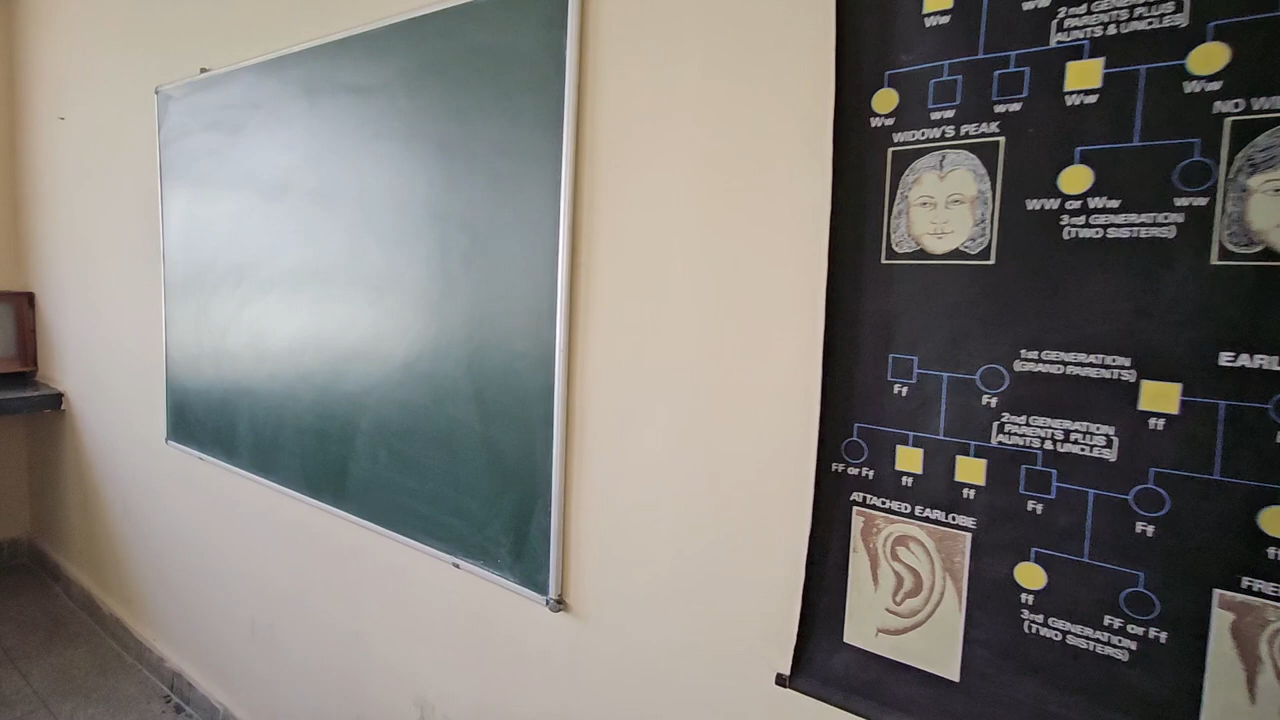 Ww
ww
2nd GENERATION
PARENTS PLUS
AUNTS & UNCLES
Ww
ww
ww
Ww
Ww
WIDOW'S PEAK
NO
WW or Ww
ww
3rd GENERATION
(TWO SISTERS)
1st GENERATION
(GRAND PARENTS)
Ff
Ff
ff
2nd GENERATION
PARENTS PLUS
AUNTS & UNCLES
FF or Ff
ff
ff
Ff
Ff
ATTACHED EARLOBE
ff
FF or Ff
3rd GENERATION
(TWO SISTERS)